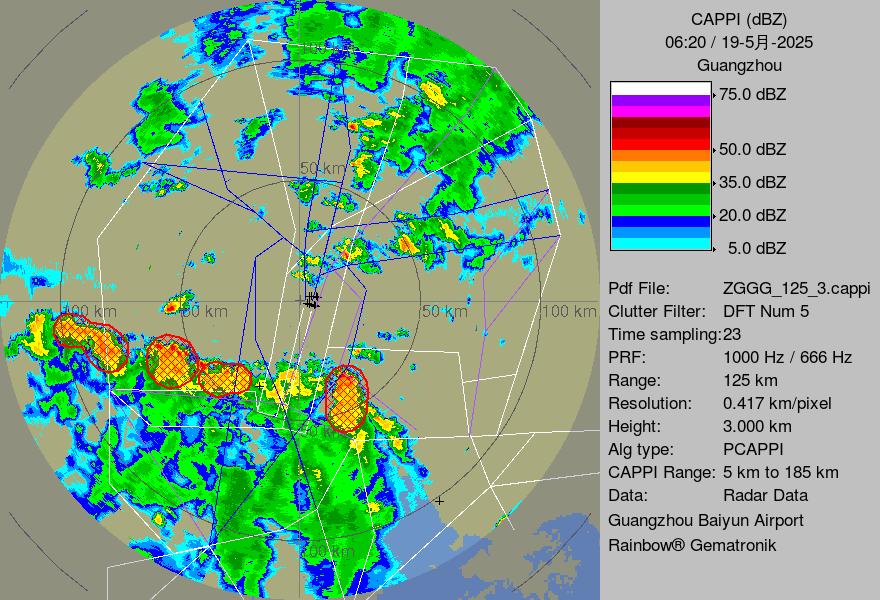 CAPPI (dBZ)
06:20 / 19-5月-2025
Guangzhou
75.0 dBZ
50.0 dBZ
35.0 dBZ
20.0 dBZ
5.0 dBZ
Pdf File: ZGGG_125_3.cappi
Clutter Filter: DFT Num 5
Time sampling:23
PRF: 1000 Hz / 666 Hz
Range: 125 km
Resolution: 0.417 km/pixel
Height: 3.000 km
Alg type: PCAPPI
CAPPI Range: 5 km to 185 km
Data: Radar Data
Guangzhou Baiyun Airport
Rainbow® Gematronik
100 km
50 km
100 km
50 km
50 km
100 km
50 km
100 km